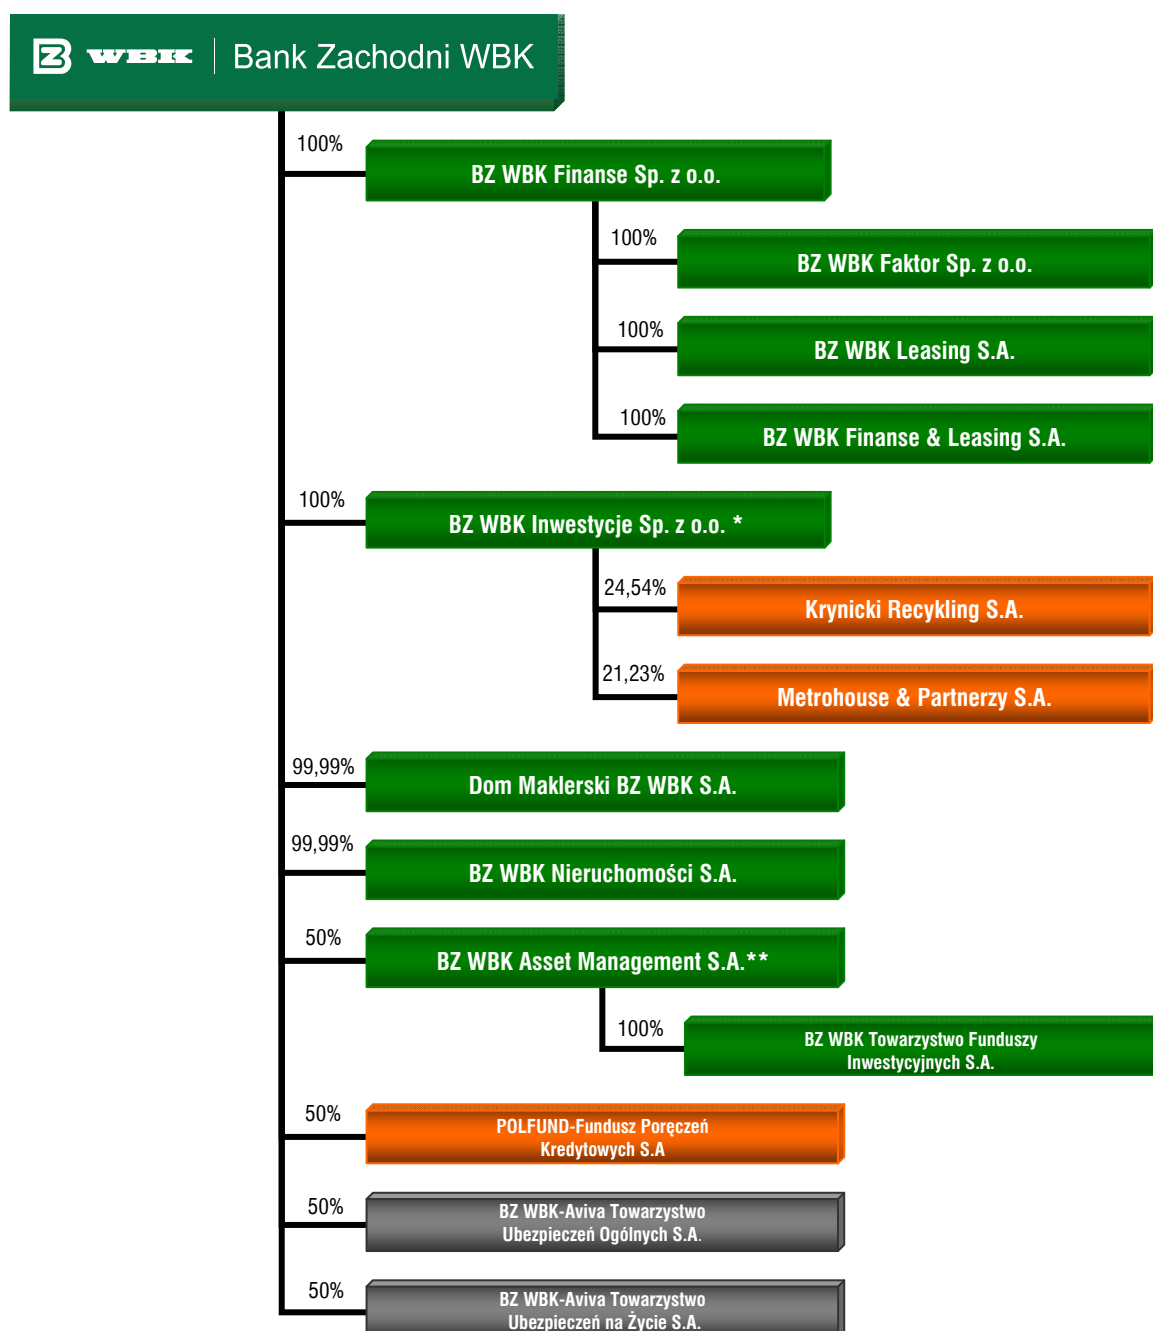 B WBK | Bank Zachodni WBK
100%
BZ WBK Finanse Sp. z o.o.
100%
BZ WBK Faktor Sp. z o.o.
100%
BZ WBK Leasing S.A.
100%
BZ WBK Finanse & Leasing S.A.
100%
BZ WBK Inwestycje Sp. z o.o. *
24,54%
Krynicki Recykling S.A.
21,23%
Metrohouse & Partnerzy S.A.
99,99%
Dom Maklerski BZ WBK S.A.
99,99%
BZ WBK Nieruchomości S.A.
50%
BZ WBK Asset Management S.A.**
100%
BZ WBK Towarzystwo Funduszy
Inwestycyjnych S.A.
50%
POLFUND-Fundusz Poręczeń
Kredytowych S.A
50%
BZ WBK-Aviva Towarzystwo
Ubezpieczeń Ogólnych S.A.
50%
BZ WBK-Aviva Towarzystwo
Ubezpieczeń na Życie S.A.